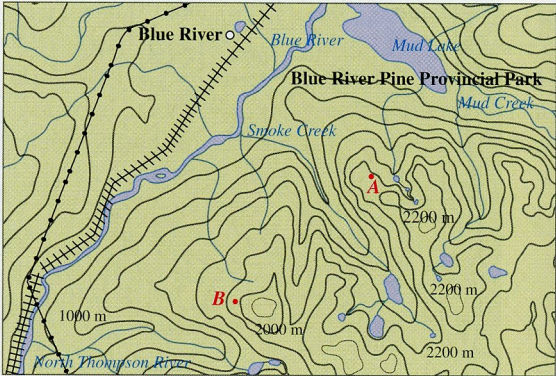 Blue River
Blue River
Mud Lake
Blue River Pine Provincial Park
Mud Creek
Smoke Creek
A
2200 m
B
2200 m
1000 m
2000 m
2200 m
North Thompson River